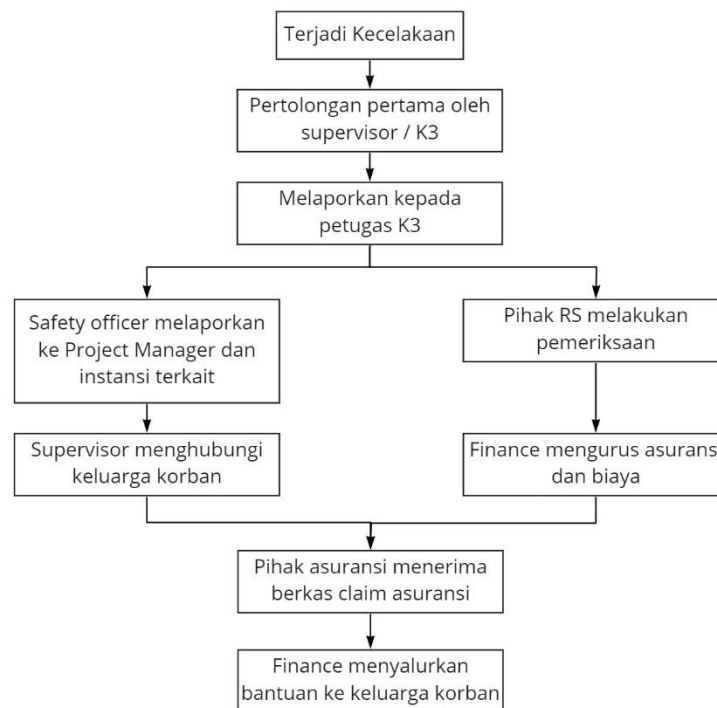 Terjadi Kecelakaan
Pertolongan pertama oleh
supervisor / K3
Melaporkan kepada
petugas K3
Safety officer melaporkan
ke Project Manager dan
instansi terkait
Pihak RS melakukan
pemeriksaan
Supervisor menghubungi
keluarga korban
Finance mengurus asurans
dan biaya
Pihak asuransi menerima
berkas claim asuransi
Finance menyalurkan
bantuan ke keluarga korban